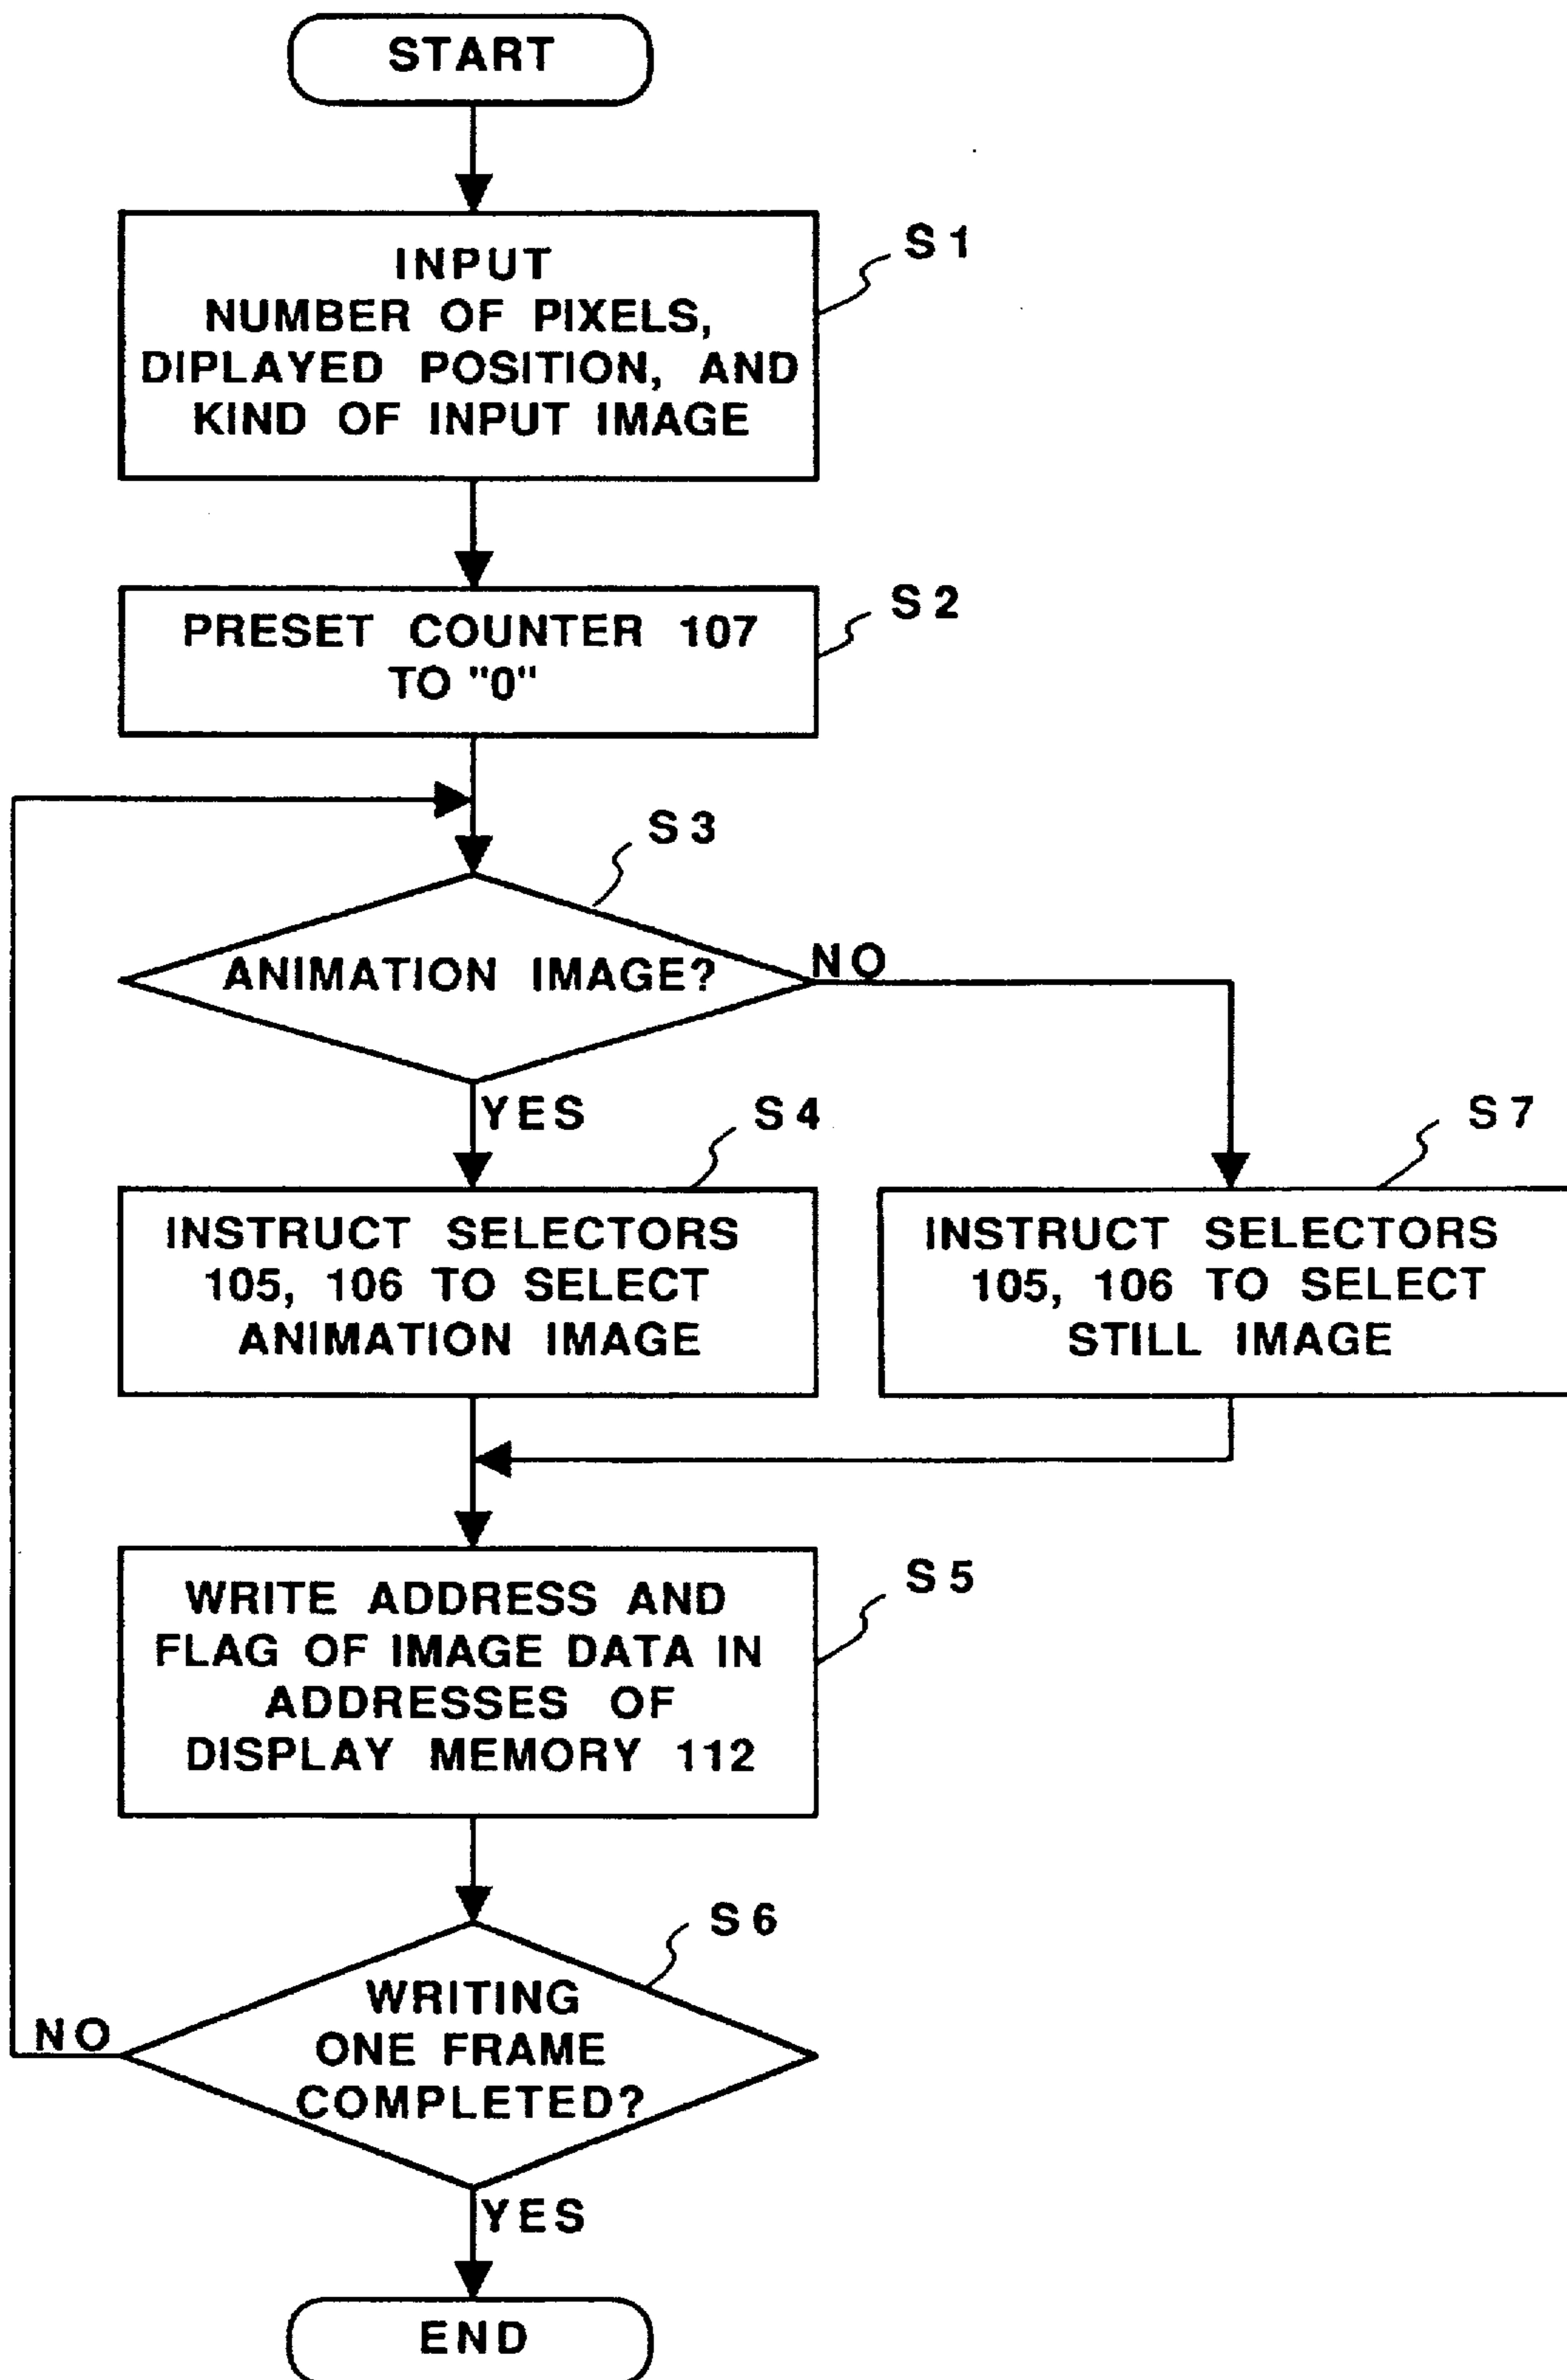 START
INPUT
NUMBER OF PIXELS,
DIPLAYED POSITION, AND
KIND OF INPUT IMAGE
S1
PRESET COUNTER 107
TO "0"
S2
S3
ANIMATION IMAGE?
NO
YES
S4
S7
INSTRUCT SELECTORS
105, 106 TO SELECT
ANIMATION IMAGE
INSTRUCT SELECTORS
105, 106 TO SELECT
STILL IMAGE
WRITE ADDRESS AND
FLAG OF IMAGE DATA IN
ADDRESSES OF
DISPLAY MEMORY 112
S5
S6
WRITING
ONE FRAME
COMPLETED?
NO
YES
END